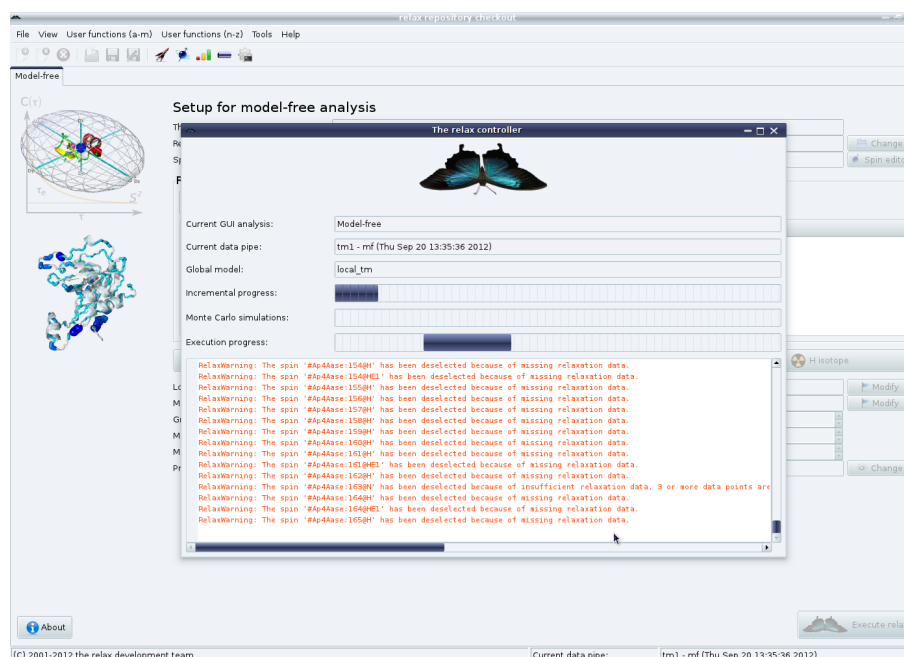 relax repository checkout
File View User functions (a-m) User functions (n-z) Tools Help
Model-free
C(τ)
τe
S²
τ
Setup for model-free analysis
The relax controller
Change
Spin edito
Current GUI analysis: Model-free
Current data pipe: tm1 - mf (Thu Sep 20 13:35:36 2012)
Global model: local_tm
Incremental progress:
Monte Carlo simulations:
Execution progress:
H isotope
RelaxWarning: The spin '#Ap4Aase:154@H' has been deselected because of missing relaxation data.
RelaxWarning: The spin '#Ap4Aase:154@HE1' has been deselected because of missing relaxation data.
RelaxWarning: The spin '#Ap4Aase:155@H' has been deselected because of missing relaxation data.
RelaxWarning: The spin '#Ap4Aase:156@H' has been deselected because of missing relaxation data.
RelaxWarning: The spin '#Ap4Aase:157@H' has been deselected because of missing relaxation data.
RelaxWarning: The spin '#Ap4Aase:158@H' has been deselected because of missing relaxation data.
RelaxWarning: The spin '#Ap4Aase:159@H' has been deselected because of missing relaxation data.
RelaxWarning: The spin '#Ap4Aase:160@H' has been deselected because of missing relaxation data.
RelaxWarning: The spin '#Ap4Aase:161@H' has been deselected because of missing relaxation data.
RelaxWarning: The spin '#Ap4Aase:161@HE1' has been deselected because of missing relaxation data.
RelaxWarning: The spin '#Ap4Aase:162@H' has been deselected because of missing relaxation data.
RelaxWarning: The spin '#Ap4Aase:163@N' has been deselected because of insufficient relaxation data, 3 or more data points are
RelaxWarning: The spin '#Ap4Aase:164@H' has been deselected because of missing relaxation data.
RelaxWarning: The spin '#Ap4Aase:164@HE1' has been deselected because of missing relaxation data.
RelaxWarning: The spin '#Ap4Aase:165@H' has been deselected because of missing relaxation data.
Modify
Modify
Change
About
Execute rela
(C) 2001-2012 the relax development team
Current data pipe: tm1 - mf (Thu Sep 20 13:35:36 2012)